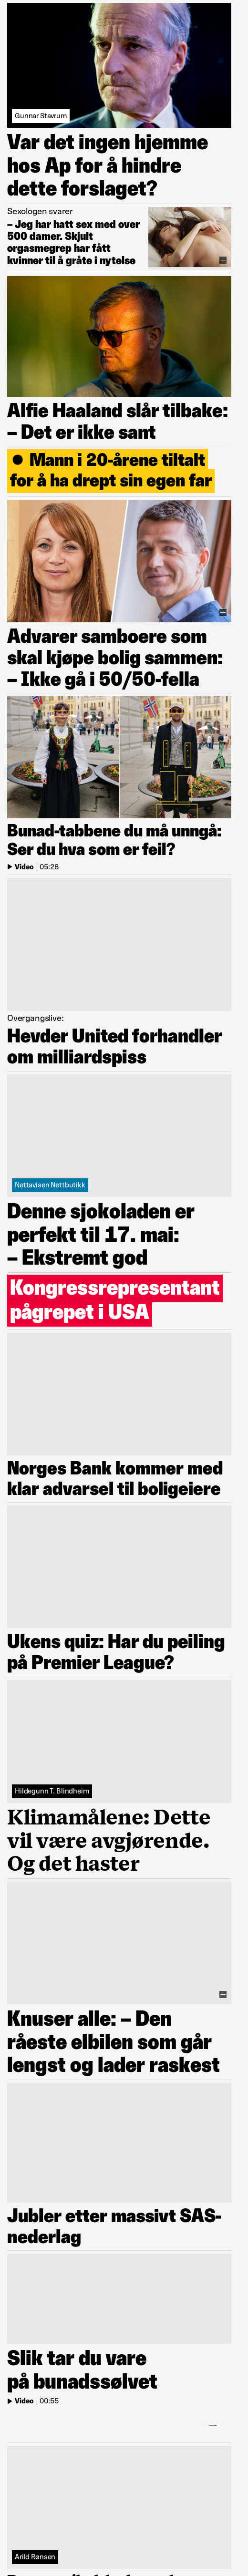 Gunnar Stavrum
Var det ingen hjemme
hos Ap for å hindre
dette forslaget?
Sexologen svarer
– Jeg har hatt sex med over
500 damer. Skjult
orgasmegrep har fått
kvinner til å gråte i nytelse
Alfie Haaland slår tilbake:
– Det er ikke sant
Mann i 20-årene tiltalt
for å ha drept sin egen far
Advarer samboere som
skal kjøpe bolig sammen:
– Ikke gå i 50/50-fella
Bunad-tabbene du må unngå:
Ser du hva som er feil?
Video | 05:28
Overgangslive:
Hevder United forhandler
om milliardspiss
Nettavisen Nettbutikk
Denne sjokoladen er
perfekt til 17. mai:
– Ekstremt god
Kongressrepresentant
pågrepet i USA
Norges Bank kommer med
klar advarsel til boligeiere
Ukens quiz: Har du peiling
på Premier League?
Hildegunn T. Blindheim
Klimamålene: Dette
vil være avgjørende.
Og det haster
Knuser alle: – Den
råeste elbilen som går
lengst og lader raskest
Jubler etter massivt SAS-
nederlag
Slik tar du vare
på bunadssølvet
Video | 00:55
Arild Rønsen